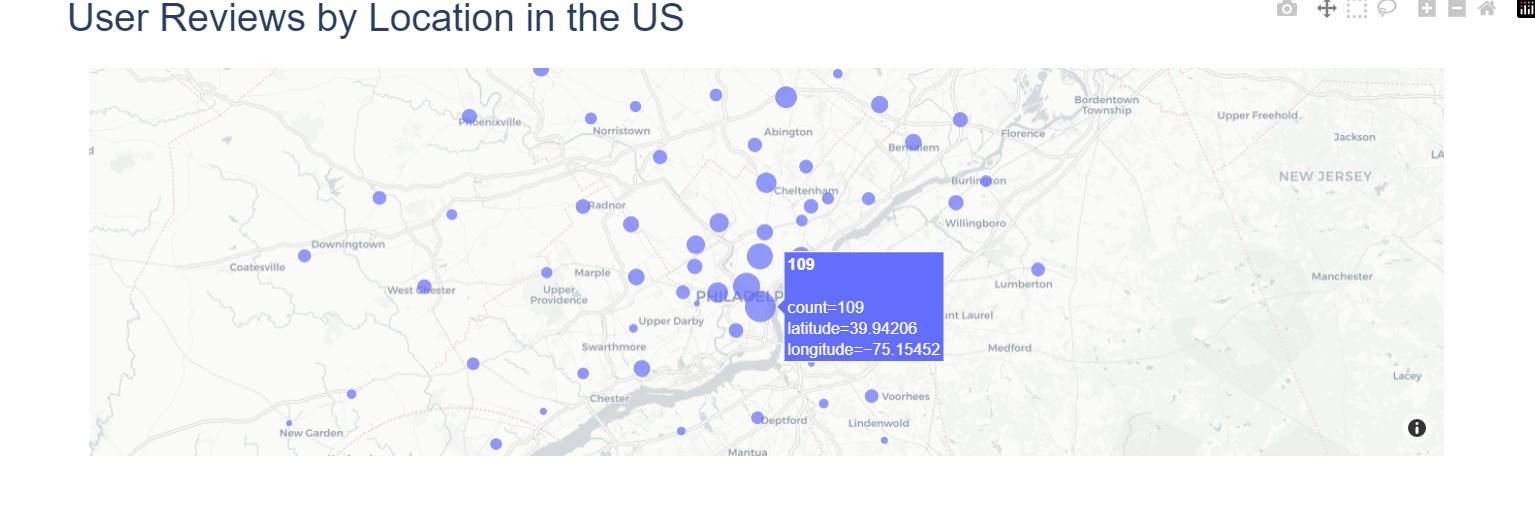 User Reviews by Location in the US
Bordentown
Township
Upper Freehold
Phoenixville
Norristown
Abington
Florence
Jackson
Bensalem
LA
NEW JERSEY
Cheltenham
Burlington
Radnor
Willingboro
Downingtown
Coatesville
Marple
West Chester
Upper
Providence
PHILADELP
109
count=109
latitude=39.94206
longitude=−75.15452
Lumberton
Manchester
unt Laurel
Upper Darby
Swarthmore
Medford
Lacey
Chester
Voorhees
Deptford
Lindenwold
New Garden
Mantua
d